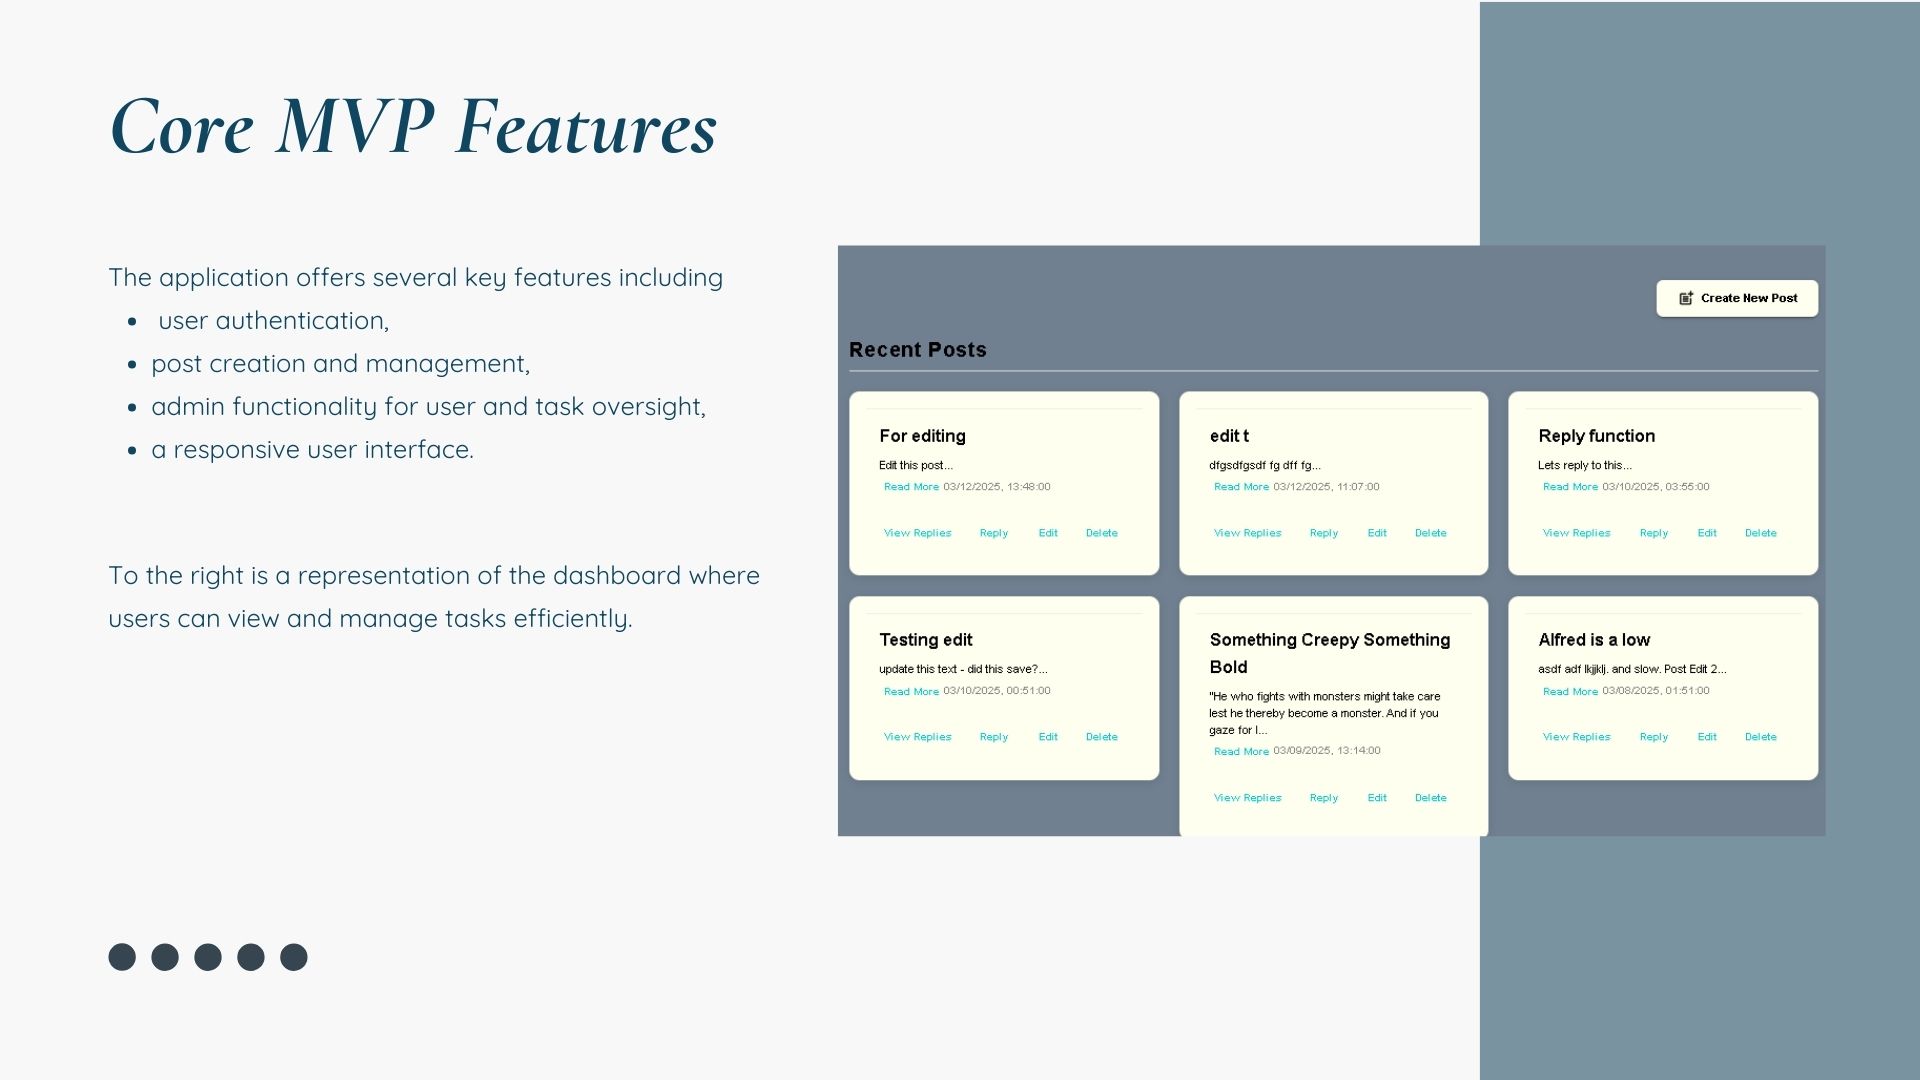 Core MVP Features
The application offers several key features including
• user authentication,
• post creation and management,
• admin functionality for user and task oversight,
• a responsive user interface.
To the right is a representation of the dashboard where
users can view and manage tasks efficiently.
Create New Post
Recent Posts
For editing
Edit this post...
Read More 03/12/2025, 13:48:00
View Replies Reply Edit Delete
edit t
dfgsdfgsdf fg dff fg...
Read More 03/12/2025, 11:07:00
View Replies Reply Edit Delete
Reply function
Lets reply to this...
Read More 03/10/2025, 03:55:00
View Replies Reply Edit Delete
Testing edit
update this text - did this save?...
Read More 03/10/2025, 00:51:00
View Replies Reply Edit Delete
Something Creepy Something
Bold
"He who fights with monsters might take care
lest he thereby become a monster. And if you
gaze for l...
Read More 03/09/2025, 13:14:00
View Replies Reply Edit Delete
Alfred is a low
asdf adf lkjjklj. and slow. Post Edit 2...
Read More 03/08/2025, 01:51:00
View Replies Reply Edit Delete